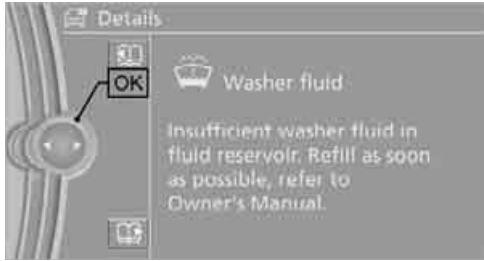 Details
OK
Washer fluid
Insufficient washer fluid in
fluid reservoir. Refill as soon
as possible, refer to
Owner's Manual.